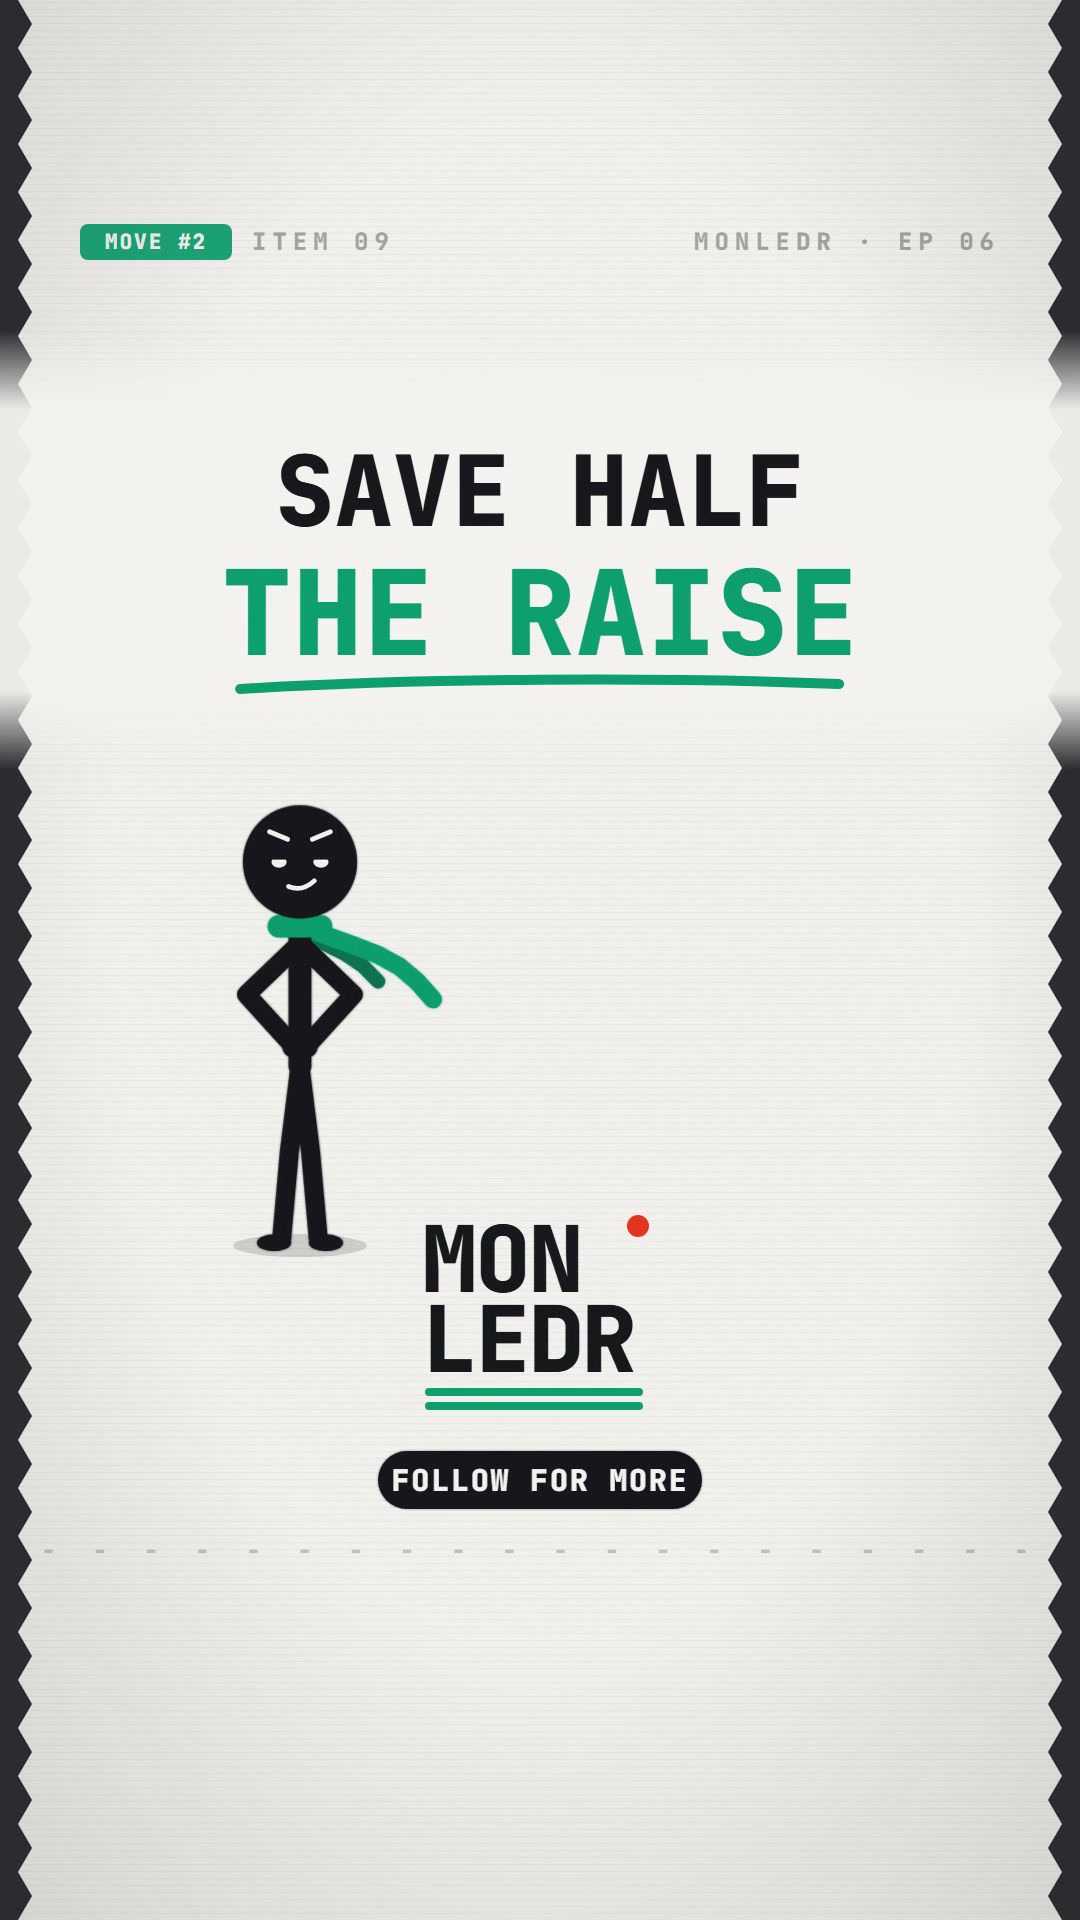 MOVE #2 ITEM 09 MONLEDR · EP 06
SAVE HALF
THE RAISE
MON
LEDR
FOLLOW FOR MORE